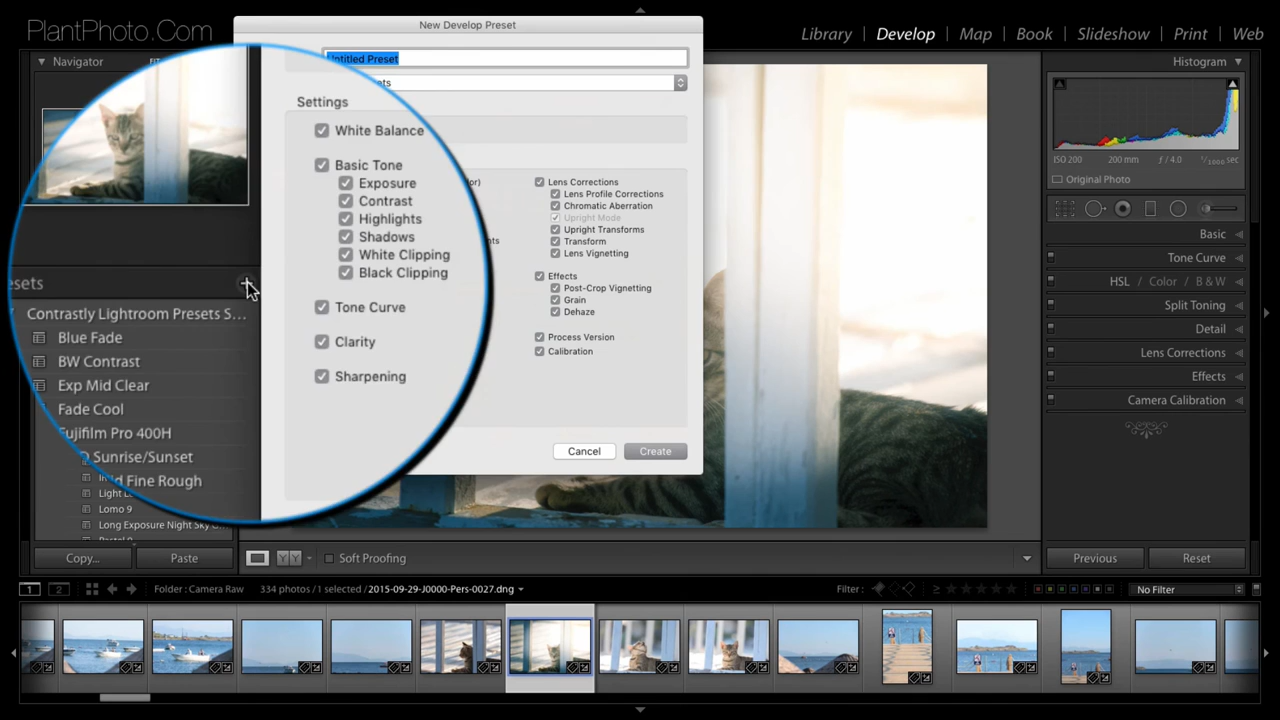 PlantPhoto.Com
Library | Develop | Map | Book | Slideshow | Print | Web
New Develop Preset
Untitled Preset
Settings
White Balance
Basic Tone
Exposure
Contrast
Highlights
Shadows
White Clipping
Black Clipping
Tone Curve
Clarity
Sharpening
Lens Corrections
Lens Profile Corrections
Chromatic Aberration
Upright Mode
Upright Transforms
Transform
Lens Vignetting
Effects
Post-Crop Vignetting
Grain
Dehaze
Process Version
Calibration
Cancel
Create
Navigator
esets
Contrastly Lightroom Presets S...
Blue Fade
BW Contrast
Exp Mid Clear
Fade Cool
Fujifilm Pro 400H
Sunrise/Sunset
Fine Rough
Lomo 9
Long Exposure Night Sky
Copy...
Paste
Soft Proofing
Histogram
ISO 200 200 mm ƒ / 4.0
Original Photo
Basic
Tone Curve
HSL / Color / B & W
Split Toning
Detail
Lens Corrections
Effects
Camera Calibration
Previous
Reset
1 2 Folder : Camera Raw 334 photos / 1 selected / 2015-09-29-J0000-Pers-0027.dng Filter : No Filter